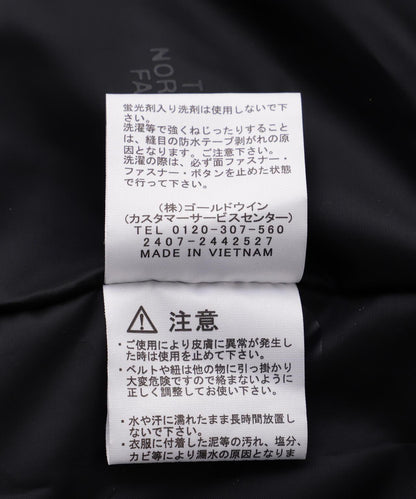 T
NOR
FA
蛍光剤入り洗剤は使用しないで下
さい。
洗濯等で強くねじったりすること
は、縫目の防水テープ剥がれの原
因となります。ご注意下さい。
洗濯の際は、必ず面ファスナー・
ファスナー・ボタンを止めた状態
で行って下さい。
(株)ゴールドウイン
(カスタマーサービスセンター)
TEL 0120-307-560
2407-2442527
MADE IN VIETNAM
注意
・ご使用により皮膚に異常が発生し
た時は使用を止めて下さい。
・ベルトや紐は他の物に引っ掛かり
大変危険ですので絡まないように
正しく調整してお使い下さい。
・水や汗に濡れたまま長時間放置し
ないで下さい。
・衣服に付着した泥等の汚れ、塩分、
カビ等により漏水の原因となりま